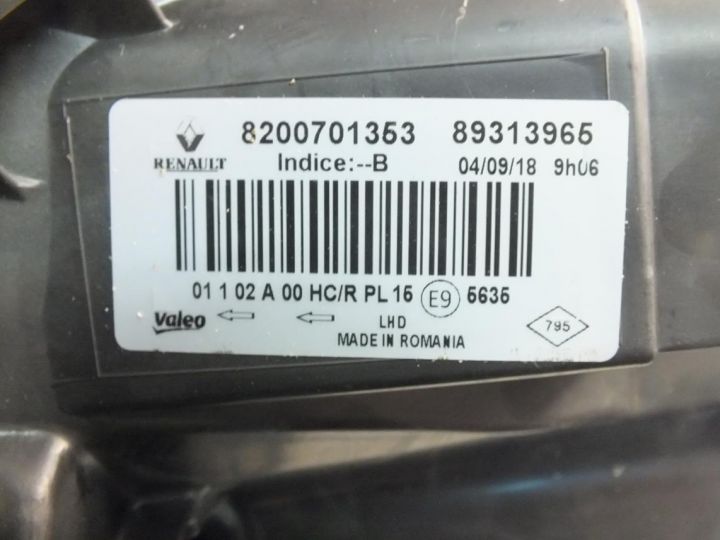 8200701353 89313965
RENAULT Indice:--B 04/09/18 9h06
01 1 02 A 00 HC/R PL 15 E9 5635
Valeo LHD 795
MADE IN ROMANIA